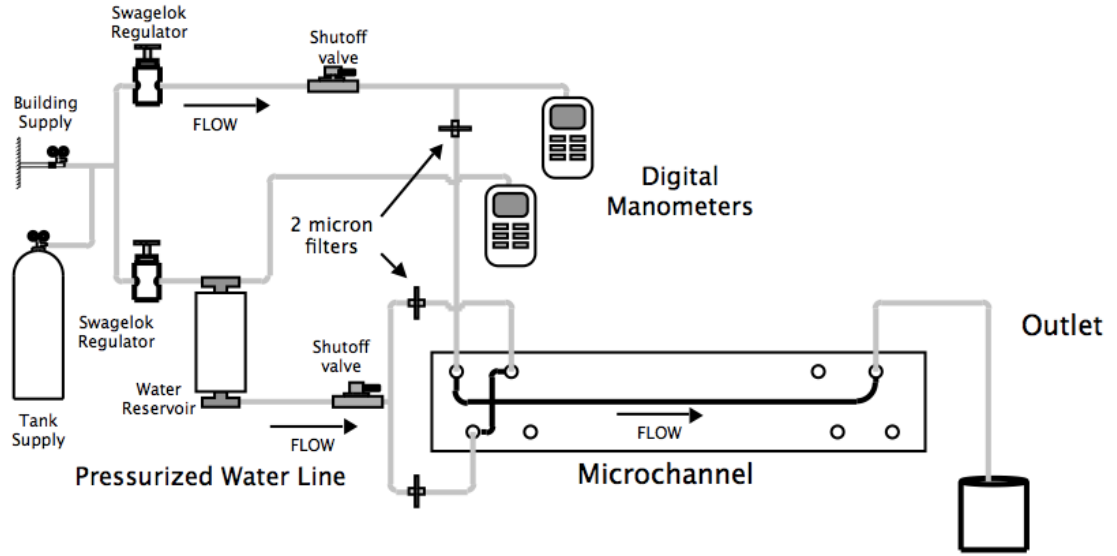 Swagelok
Regulator
Shutoff
valve
Building
Supply
FLOW
Digital
Manometers
2 micron
filters
Swagelok
Regulator
Shutoff
valve
Outlet
Water
Reservoir
Tank
Supply
FLOW
FLOW
Pressurized Water Line
Microchannel